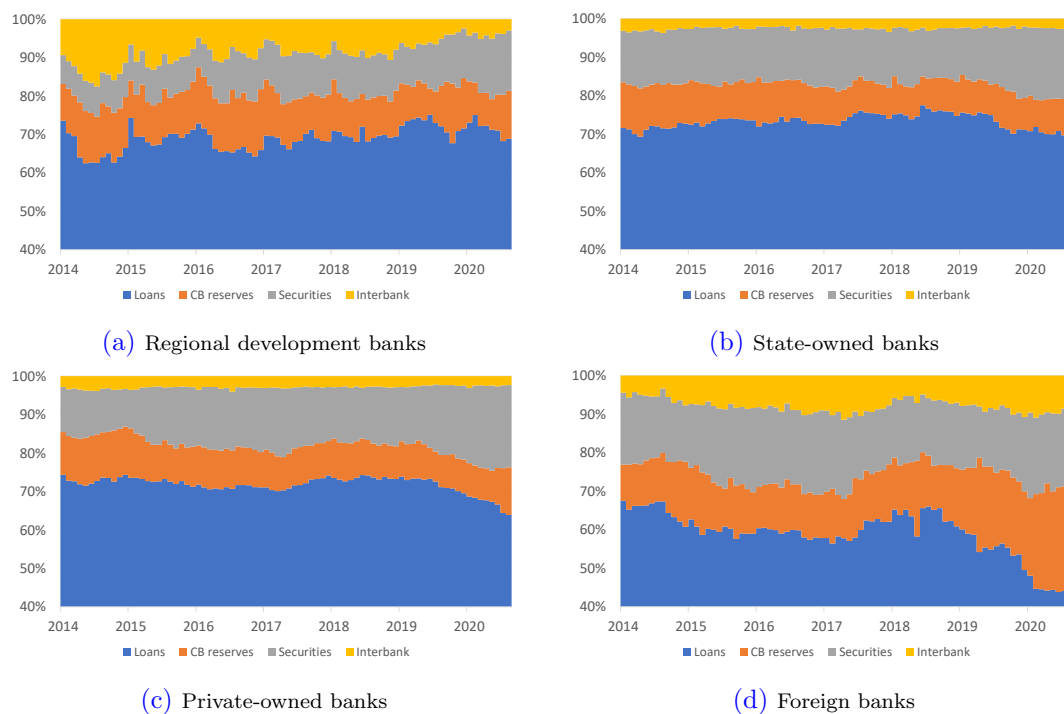 100%
90%
80%
70%
60%
50%
40%
2014 2015 2016 2017 2018 2019 2020
Loans CB reserves Securities Interbank
(a) Regional development banks
100%
90%
80%
70%
60%
50%
40%
2014 2015 2016 2017 2018 2019 2020
Loans CB reserves Securities Interbank
(b) State-owned banks
100%
90%
80%
70%
60%
50%
40%
2014 2015 2016 2017 2018 2019 2020
Loans CB reserves Securities Interbank
(c) Private-owned banks
100%
90%
80%
70%
60%
50%
40%
2014 2015 2016 2017 2018 2019 2020
Loans CB reserves Securities Interbank
(d) Foreign banks